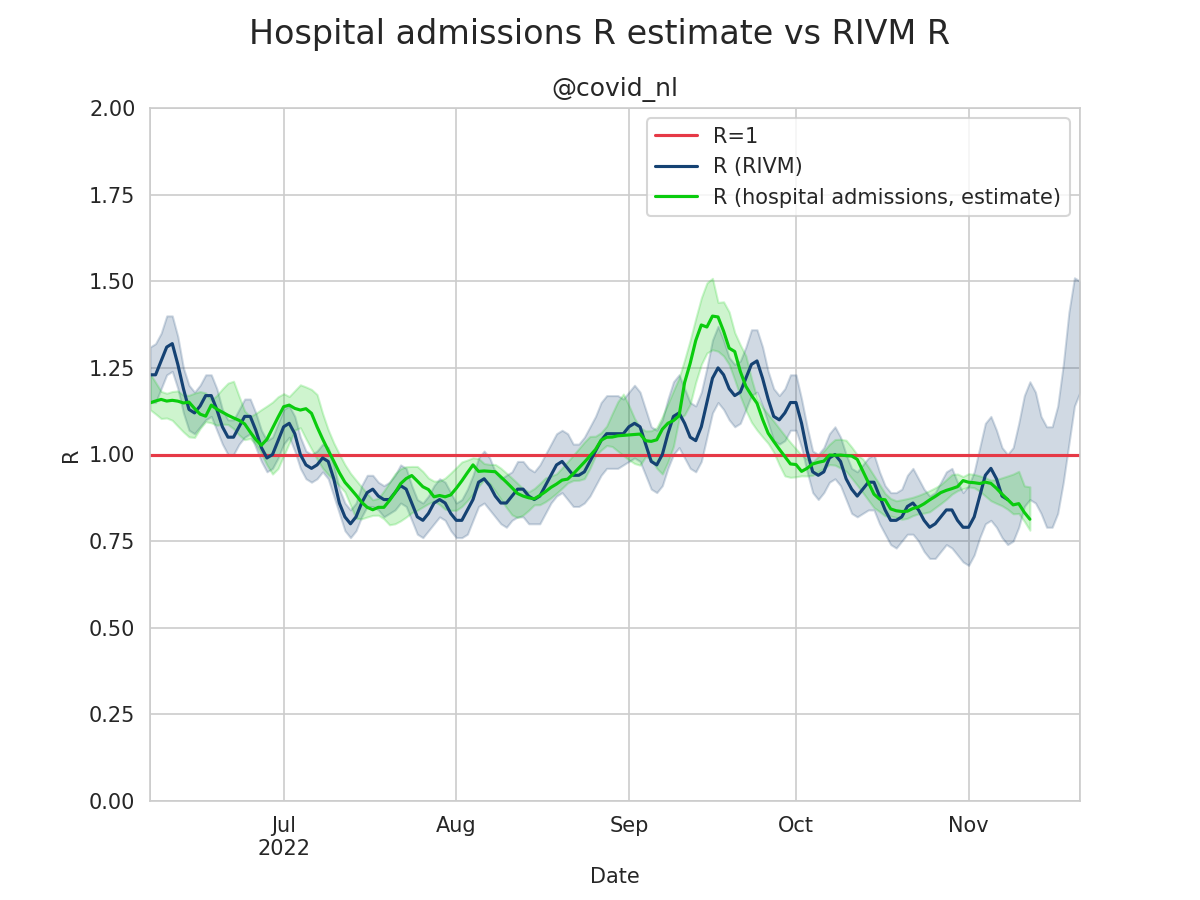 Hospital admissions R estimate vs RIVM R
@covid_nl
2.00
1.75
1.50
1.25
1.00
0.75
0.50
0.25
0.00
R
R=1
R (RIVM)
R (hospital admissions, estimate)
Jul
2022
Aug
Sep
Oct
Nov
Date